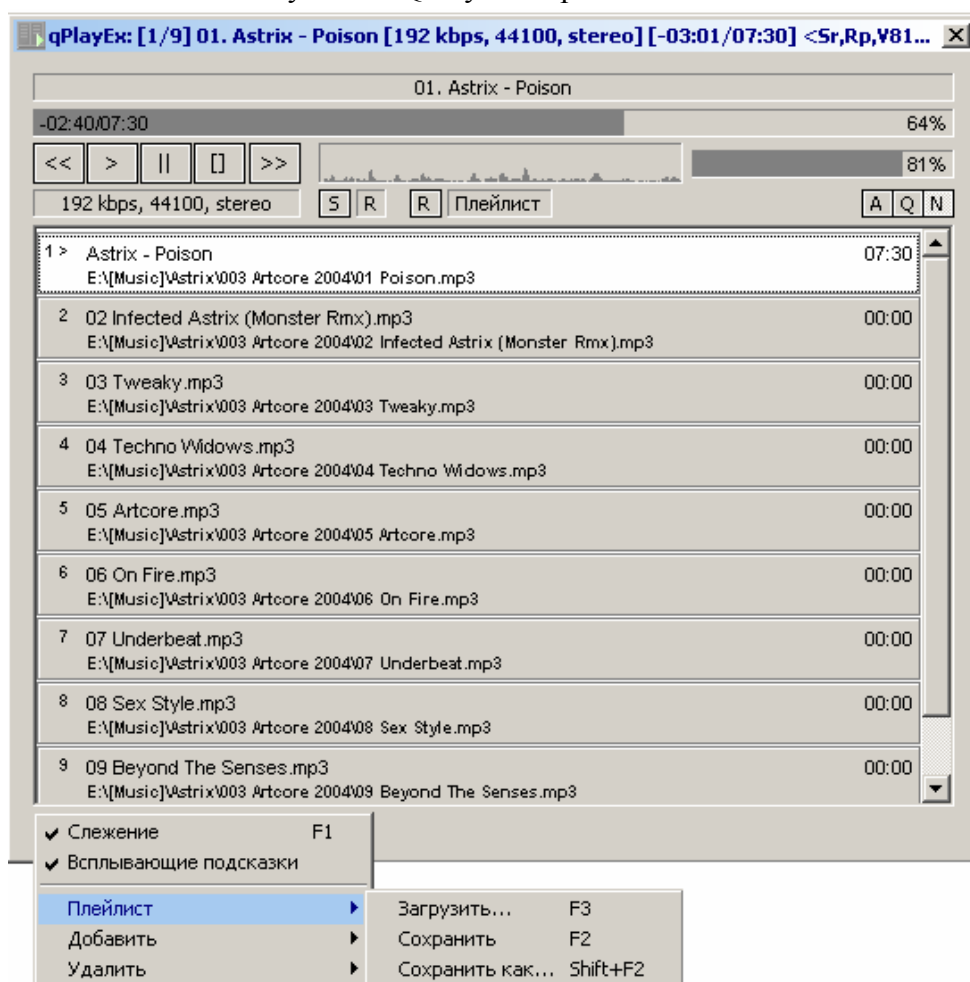 qPlayEx: [1/9] 01. Astrix - Poison [192 kbps, 44100, stereo] [-03:01/07:30] <Sr,Rp,V81...
01. Astrix - Poison
-02:40/07:30 64%
<< > || [] >> 81%
192 kbps, 44100, stereo S R R Плейлист A Q N
1 > Astrix - Poison 07:30
E:\[Music]\Astrix\003 Artcore 2004\01 Poison.mp3
2 02 Infected Astrix (Monster Rmx).mp3 00:00
E:\[Music]\Astrix\003 Artcore 2004\02 Infected Astrix (Monster Rmx).mp3
3 03 Tweaky.mp3 00:00
E:\[Music]\Astrix\003 Artcore 2004\03 Tweaky.mp3
4 04 Techno Widows.mp3 00:00
E:\[Music]\Astrix\003 Artcore 2004\04 Techno Widows.mp3
5 05 Artcore.mp3 00:00
E:\[Music]\Astrix\003 Artcore 2004\05 Artcore.mp3
6 06 On Fire.mp3 00:00
E:\[Music]\Astrix\003 Artcore 2004\06 On Fire.mp3
7 07 Underbeat.mp3 00:00
E:\[Music]\Astrix\003 Artcore 2004\07 Underbeat.mp3
8 08 Sex Style.mp3 00:00
E:\[Music]\Astrix\003 Artcore 2004\08 Sex Style.mp3
9 09 Beyond The Senses.mp3 00:00
E:\[Music]\Astrix\003 Artcore 2004\09 Beyond The Senses.mp3
Слежение F1
Всплывающие подсказки
Плейлист Загрузить... F3
Добавить Сохранить F2
Удалить Сохранить как... Shift+F2